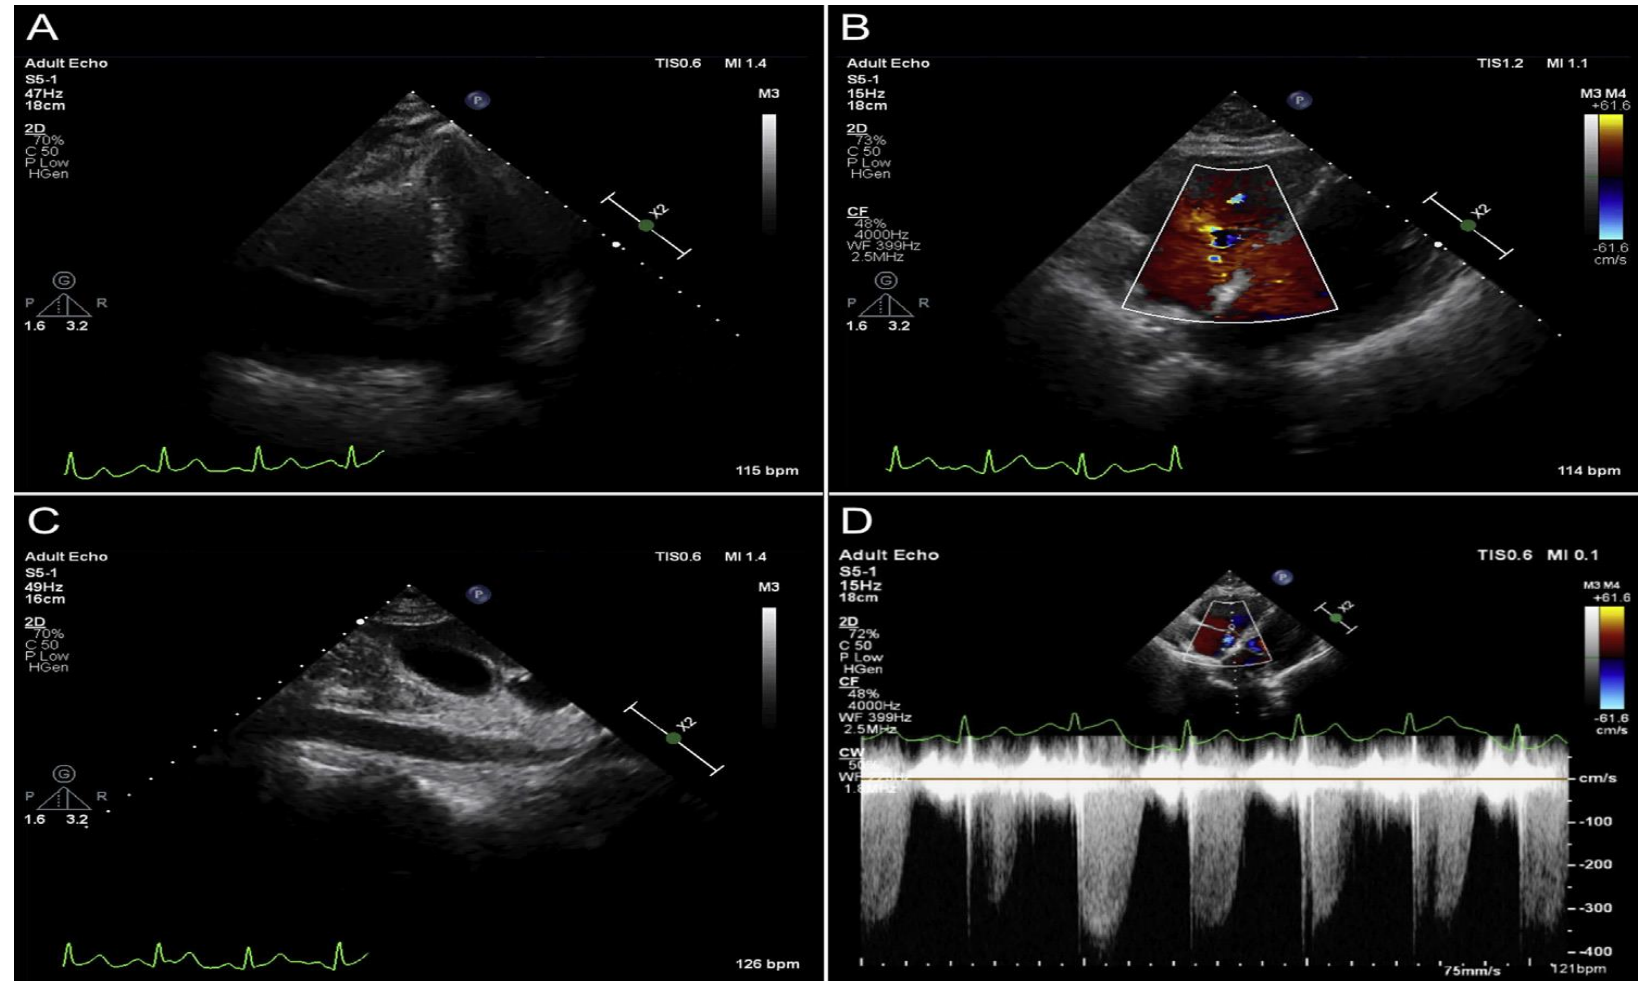 A
Adult Echo
TIS0.6 MI 1.4
S5-1
47Hz
18cm
M3
2D
70%
C 50
P Low
HGen
X2
P
G
P R
1.6 3.2
115 bpm
B
Adult Echo
TIS1.2 MI 1.1
S5-1
15Hz
18cm
M3 M4
+61.6
2D
73%
C 50
P Low
HGen
CF
48%
4000Hz
WF 399Hz
2.5MHz
-61.6
cm/s
X2
P
G
P R
1.6 3.2
114 bpm
C
Adult Echo
TIS0.6 MI 1.4
S5-1
49Hz
16cm
M3
2D
70%
C 50
P Low
HGen
P
X2
G
P R
1.6 3.2
126 bpm
D
Adult Echo
TIS0.6 MI 0.1
S5-1
15Hz
18cm
M3 M4
+61.6
2D
72%
C 50
P Low
HGen
P
X2
CF
48%
4000Hz
WF 399Hz
2.5MHz
-61.6
cm/s
CW
WF
cm/s
-100
-200
-300
-400
75mm/s
121bpm